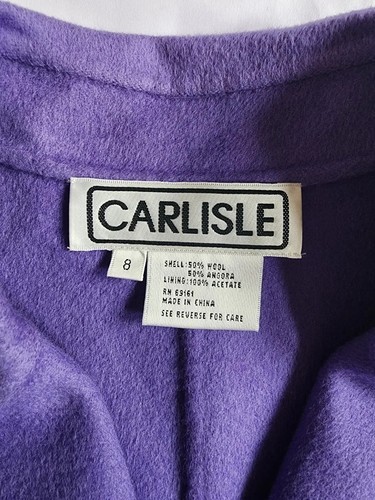 CARLISLE
8
SHELL:50% WOOL
50% ANGORA
LINING:100% ACETATE
RN 69161
MADE IN CHINA
SEE REVERSE FOR CARE